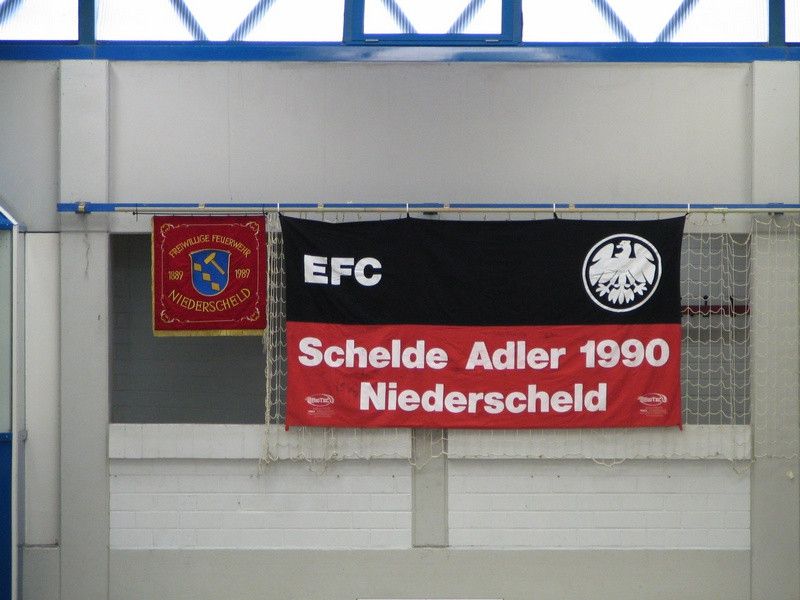 FREIWILLIGE FEUERWEHR
1889 1989
NIEDERSCHELD
EFC
Schelde Adler 1990
Niederscheld